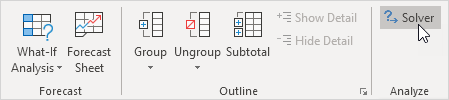 What-If
Analysis
Forecast
Sheet
Forecast
Group
Ungroup
Subtotal
Show Detail
Hide Detail
Outline
Solver
Analyze